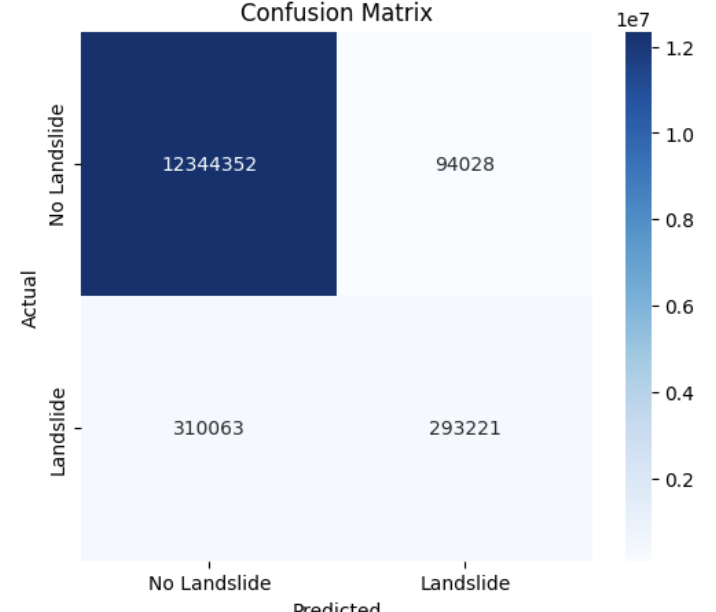 Confusion Matrix
1e7
No Landslide
12344352
94028
Landslide
310063
293221
Actual
No Landslide
Landslide
Predicted
1.2
1.0
0.8
0.6
0.4
0.2